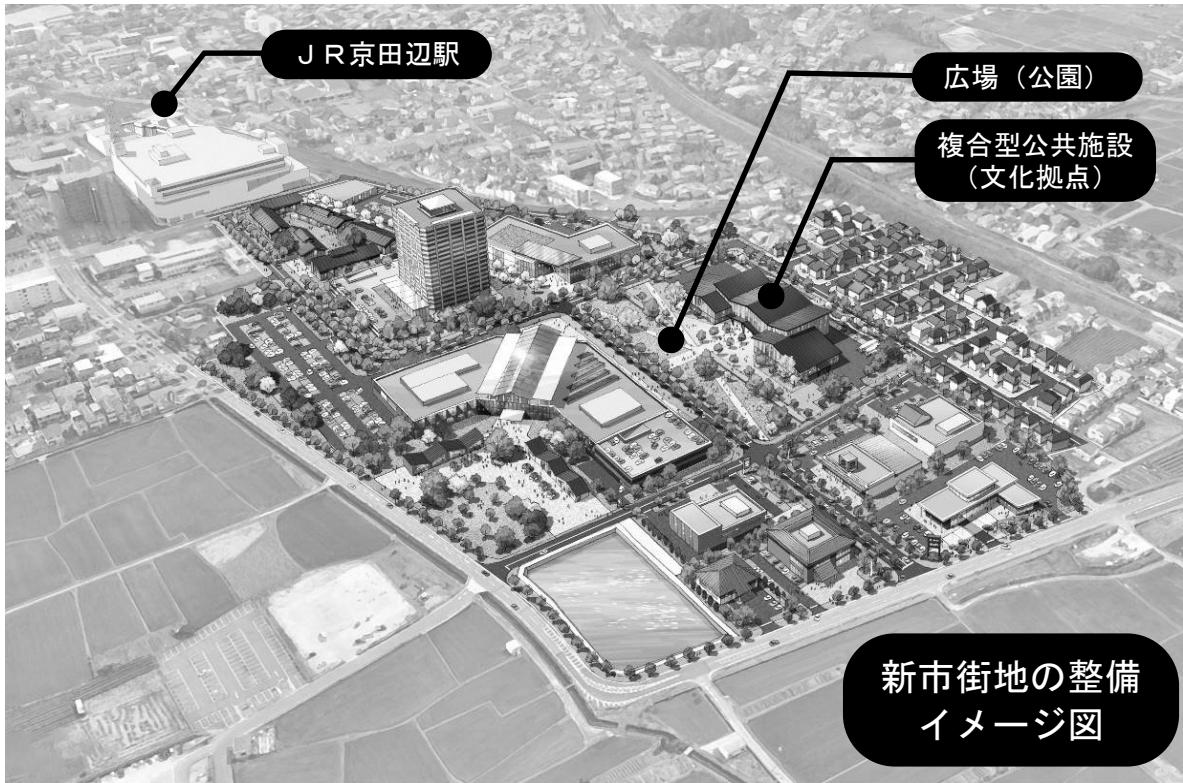 ＪＲ京田辺駅
広場（公園）
複合型公共施設
（文化拠点）
新市街地の整備
イメージ図